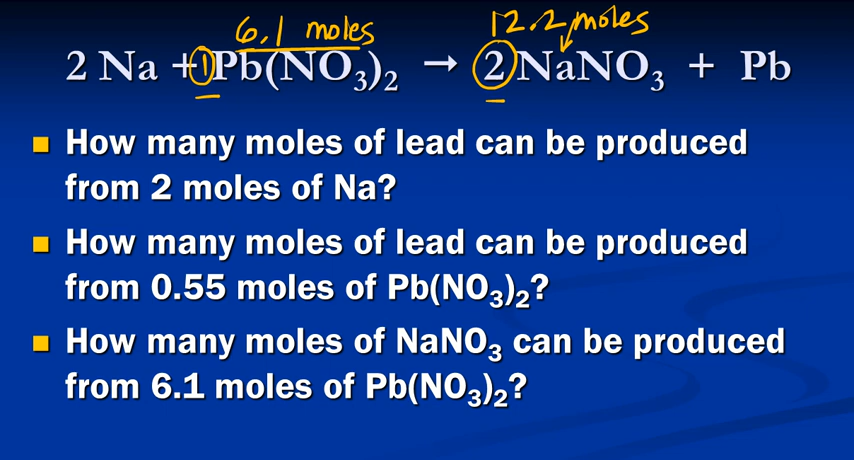 6.1 moles 12.2 moles
2 Na + 1 Pb(NO₃)₂ → 2 NaNO₃ + Pb
How many moles of lead can be produced
from 2 moles of Na?
How many moles of lead can be produced
from 0.55 moles of Pb(NO₃)₂?
How many moles of NaNO₃ can be produced
from 6.1 moles of Pb(NO₃)₂?